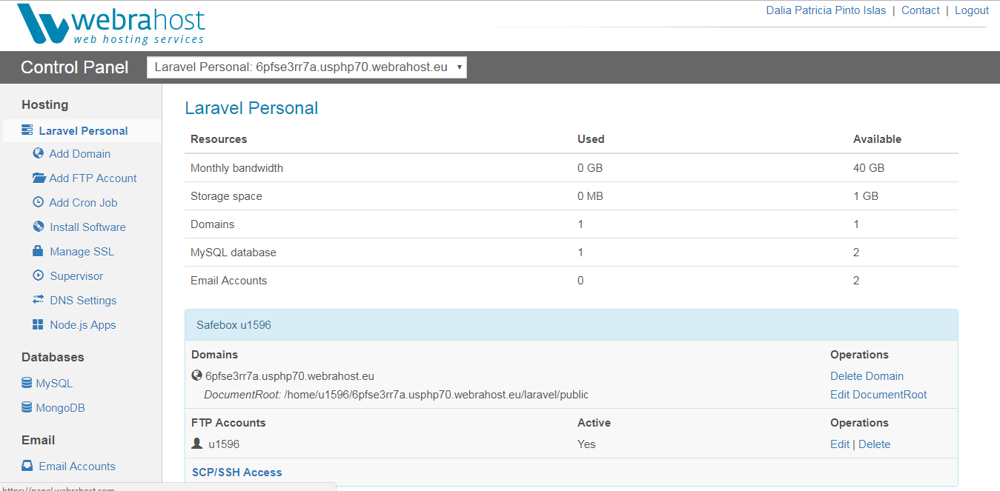 webrahost
web hosting services
Dalia Patricia Pinto Islas | Contact | Logout
Control Panel
Laravel Personal: 6pfse3rr7a.usphp70.webrahost.eu
Hosting
Laravel Personal
Add Domain
Add FTP Account
Add Cron Job
Install Software
Manage SSL
Supervisor
DNS Settings
Node.js Apps
Databases
MySQL
MongoDB
Email
Email Accounts
Laravel Personal
Resources Used Available
Monthly bandwidth 0 GB 40 GB
Storage space 0 MB 1 GB
Domains 1 1
MySQL database 1 2
Email Accounts 0 2
Safebox u1596
Domains Operations
6pfse3rr7a.usphp70.webrahost.eu Delete Domain
DocumentRoot: /home/u1596/6pfse3rr7a.usphp70.webrahost.eu/laravel/public Edit DocumentRoot
FTP Accounts Active Operations
u1596 Yes Edit | Delete
SCP/SSH Access
https://panel.webrahost.com